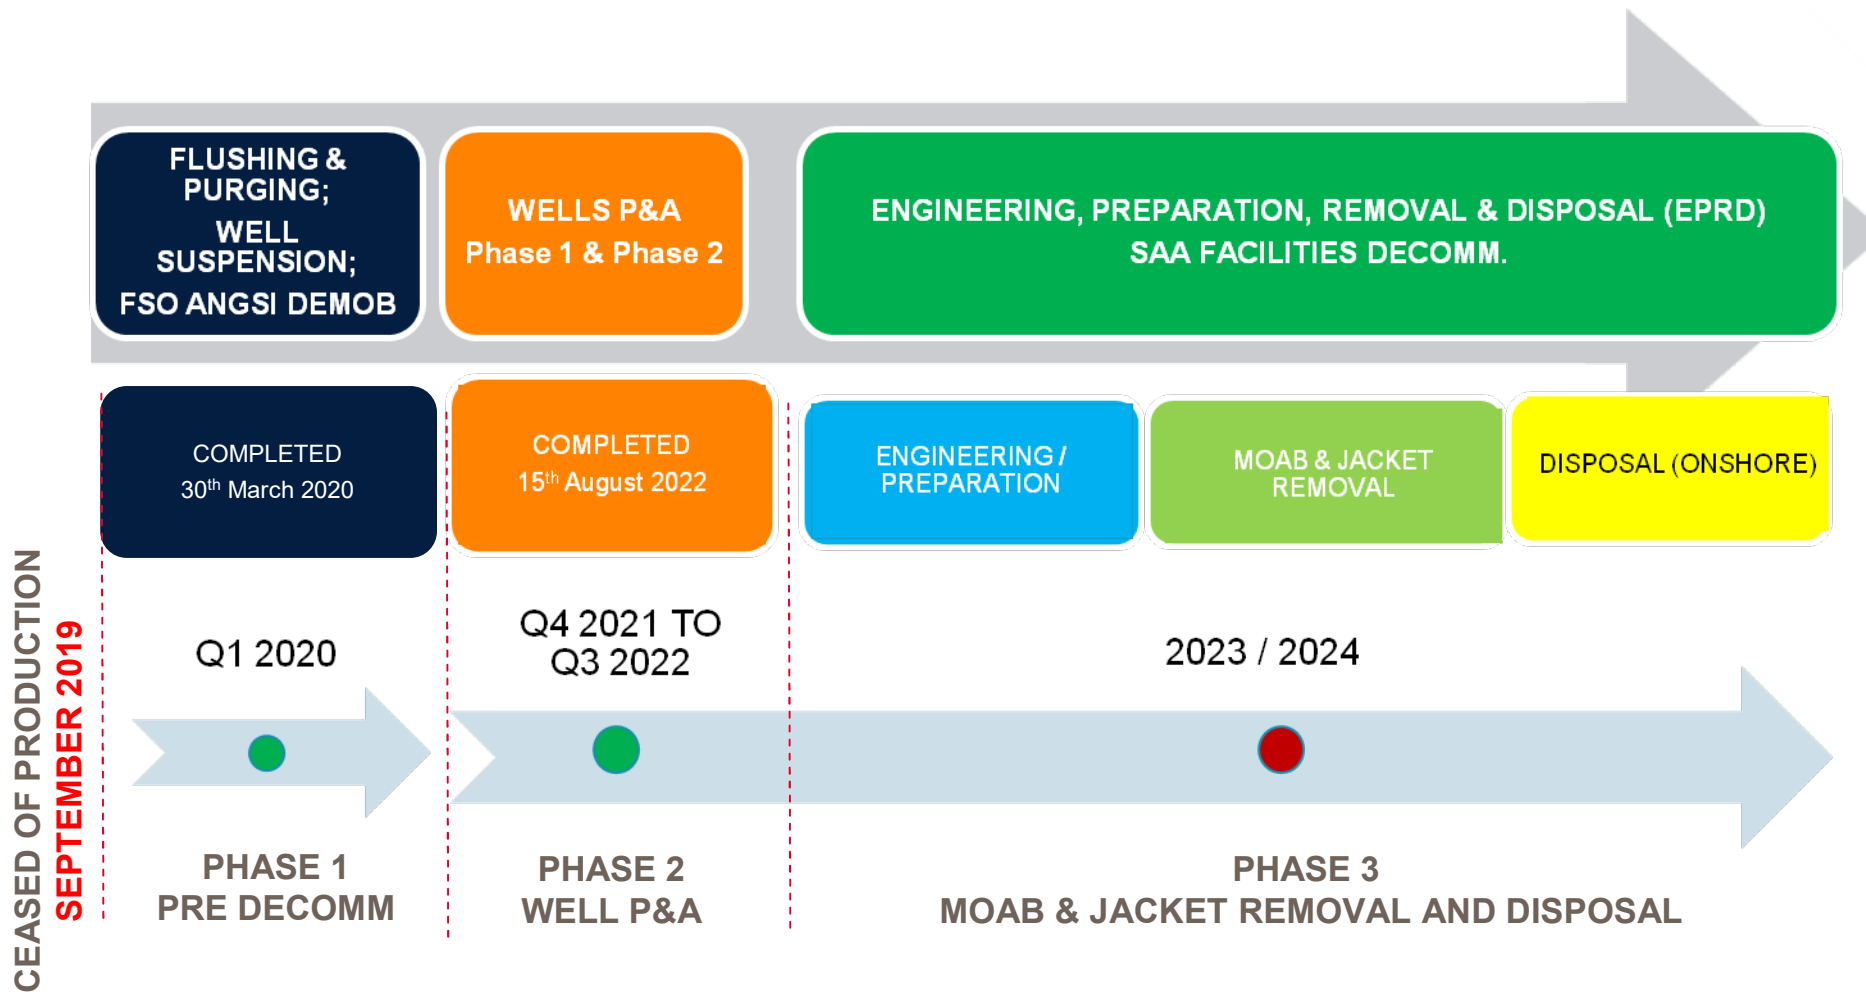 FLUSHING &
PURGING;
WELL
SUSPENSION;
FSO ANGSI DEMOB
WELLS P&A
Phase 1 & Phase 2
ENGINEERING, PREPARATION, REMOVAL & DISPOSAL (EPRD)
SAA FACILITIES DECOMM.
COMPLETED
30th March 2020
COMPLETED
15th August 2022
ENGINEERING /
PREPARATION
MOAB & JACKET
REMOVAL
DISPOSAL (ONSHORE)
CEASED OF PRODUCTION
SEPTEMBER 2019
Q1 2020
Q4 2021 TO
Q3 2022
2023 / 2024
PHASE 1
PRE DECOMM
PHASE 2
WELL P&A
PHASE 3
MOAB & JACKET REMOVAL AND DISPOSAL